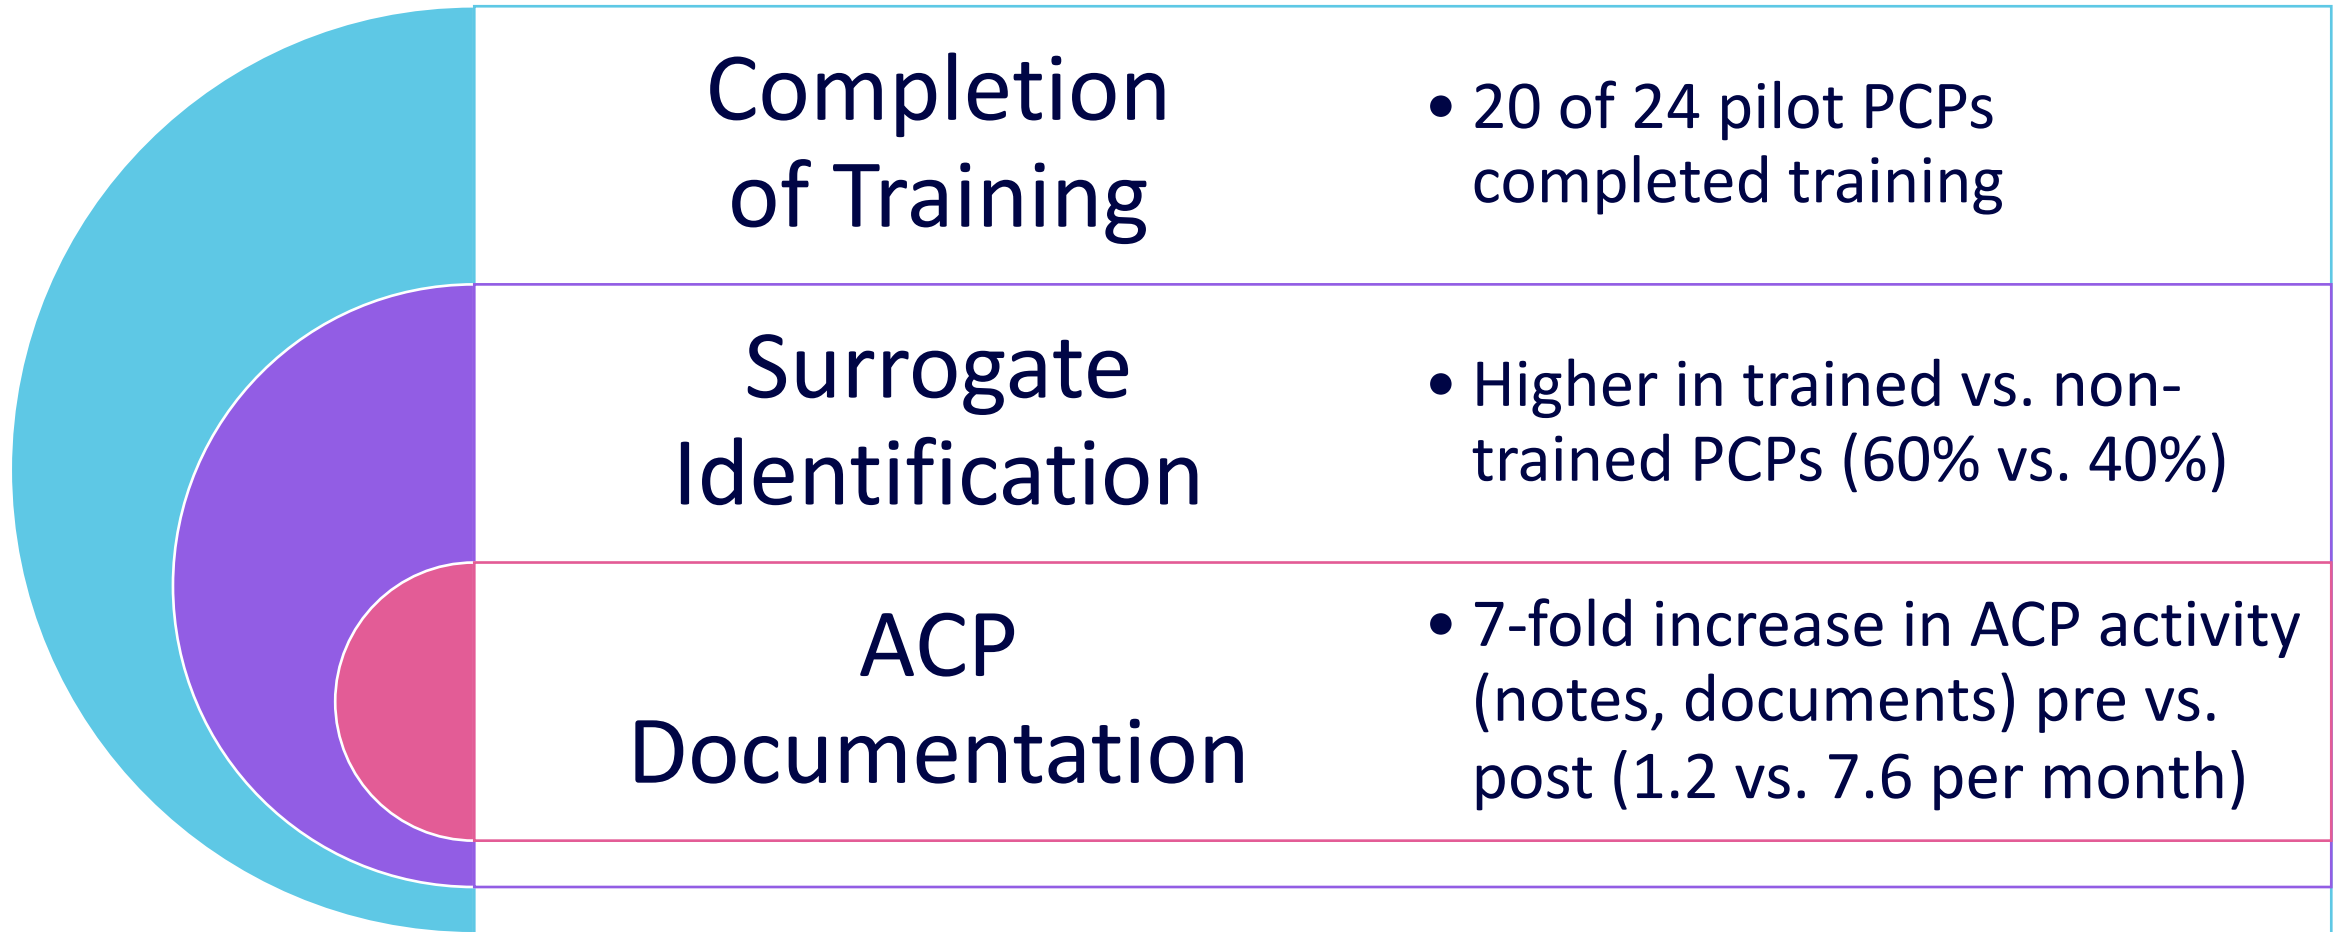 Completion
of Training
• 20 of 24 pilot PCPs
completed training
Surrogate
Identification
• Higher in trained vs. non-
trained PCPs (60% vs. 40%)
ACP
Documentation
• 7-fold increase in ACP activity
(notes, documents) pre vs.
post (1.2 vs. 7.6 per month)